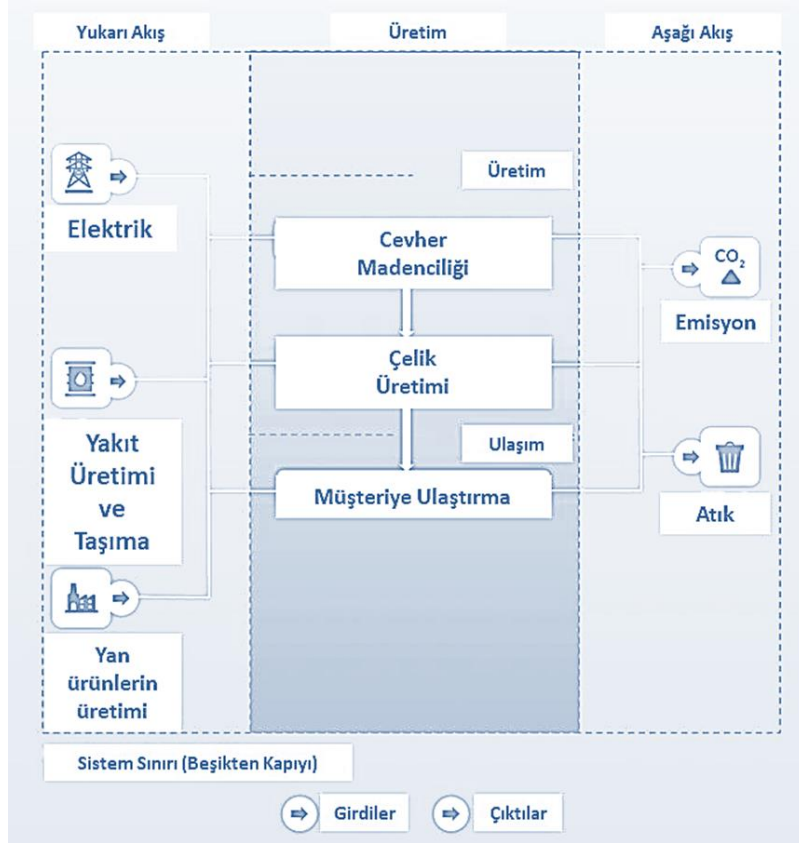 Yukarı Akış
Üretim
Aşağı Akış
Üretim
Elektrik
Cevher
Madenciliği
CO2
Emisyon
Çelik
Üretimi
Yakıt
Üretimi
ve
Taşıma
Ulaşım
Müşteriye Ulaştırma
Atık
Yan
ürünlerin
üretimi
Sistem Sınırı (Beşikten Kapıyı)
Girdiler
Çıktılar